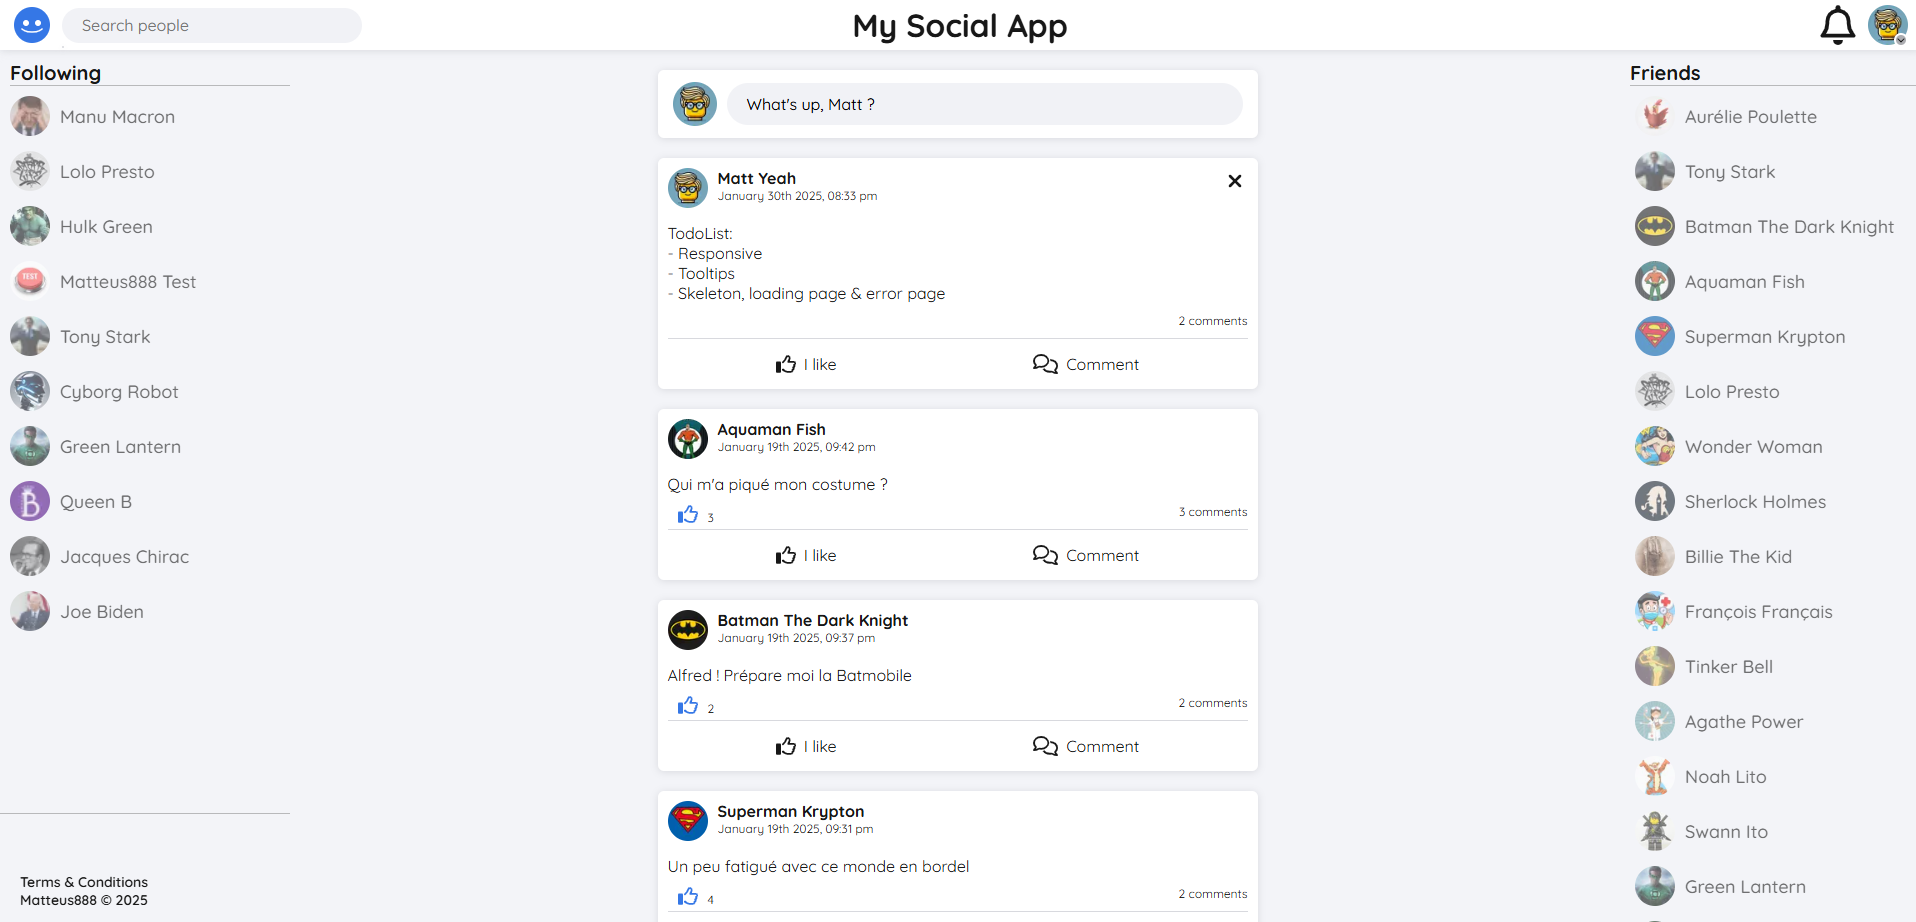 Search people
My Social App
Following
Manu Macron
Lolo Presto
Hulk Green
TEST
Matteus888 Test
Tony Stark
Cyborg Robot
Green Lantern
B
Queen B
Jacques Chirac
Joe Biden
Terms & Conditions
Matteus888 © 2025
What's up, Matt ?
Matt Yeah
January 30th 2025, 08:33 pm
TodoList:
- Responsive
- Tooltips
- Skeleton, loading page & error page
2 comments
I like
Comment
Aquaman Fish
January 19th 2025, 09:42 pm
Qui m'a piqué mon costume ?
3
3 comments
I like
Comment
Batman The Dark Knight
January 19th 2025, 09:37 pm
Alfred ! Prépare moi la Batmobile
2
2 comments
I like
Comment
Superman Krypton
January 19th 2025, 09:31 pm
Un peu fatigué avec ce monde en bordel
4
2 comments
Friends
Aurélie Poulette
Tony Stark
Batman The Dark Knight
Aquaman Fish
Superman Krypton
Lolo Presto
Wonder Woman
Sherlock Holmes
Billie The Kid
François Français
Tinker Bell
Agathe Power
Noah Lito
Swann Ito
Green Lantern